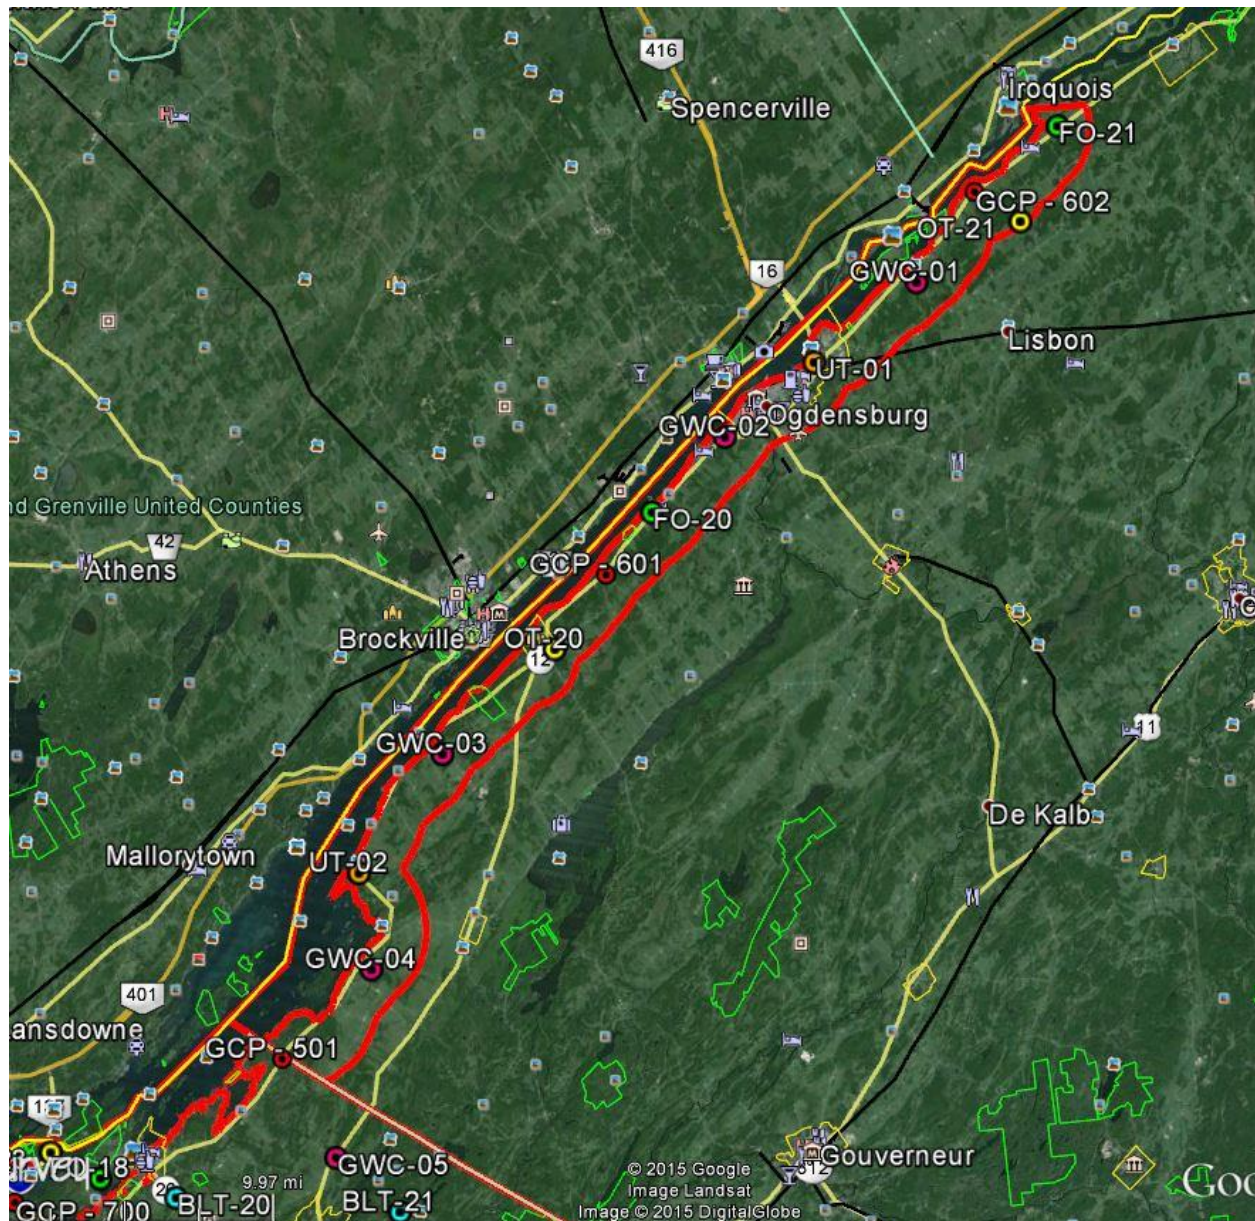 416
Spencerville
Iroquois
FO-21
GCP - 602
OT-21
16
GWC-01
Lisbon
UT-01
Ogdensburg
GWC-02
nd Grenville United Counties
FO-20
42
Athens
GCP - 601
Brockville
OT-20
12
11
GWC-03
De Kalb
Mallorytown
UT-02
GWC-04
401
ansdowne
GCP - 501
Gouverneur
GWC-05
© 2015 Google
Image Landsat
Image © 2015 DigitalGlobe
9.97 mi
BLT-20
BLT-21
GCP - 700
Goo